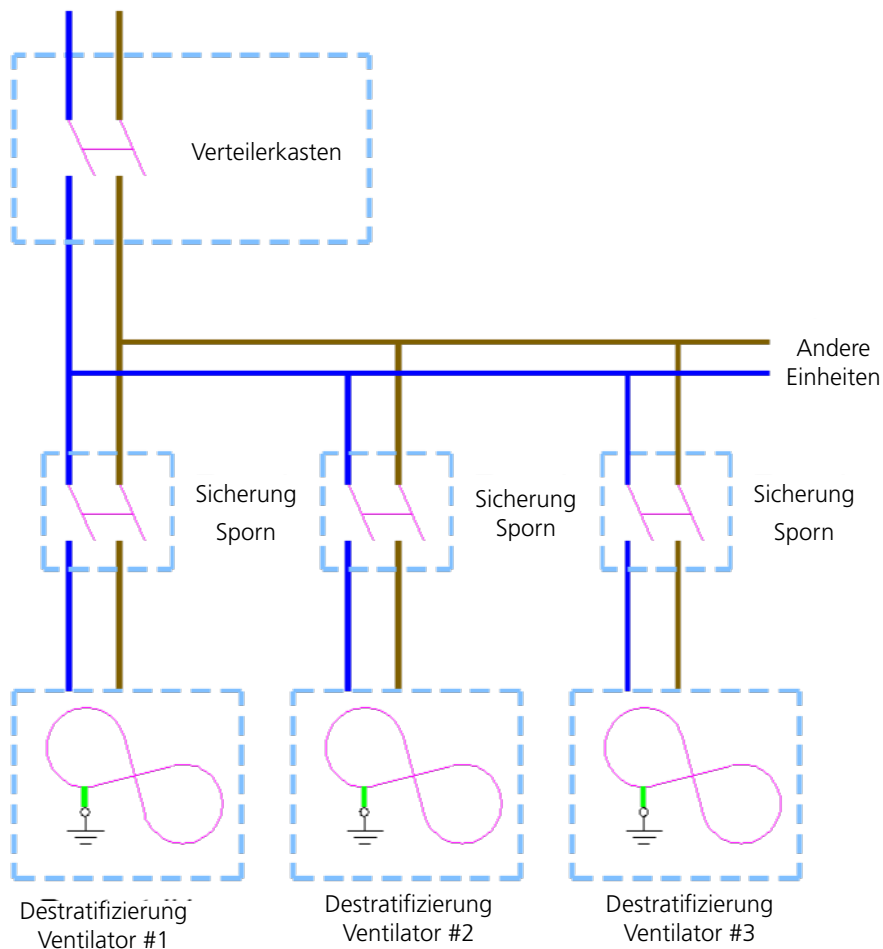 Verteilerkasten
Andere
Einheiten
Sicherung
Sporn
Sicherung
Sporn
Sicherung
Sporn
Destratifizierung
Ventilator #1
Destratifizierung
Ventilator #2
Destratifizierung
Ventilator #3